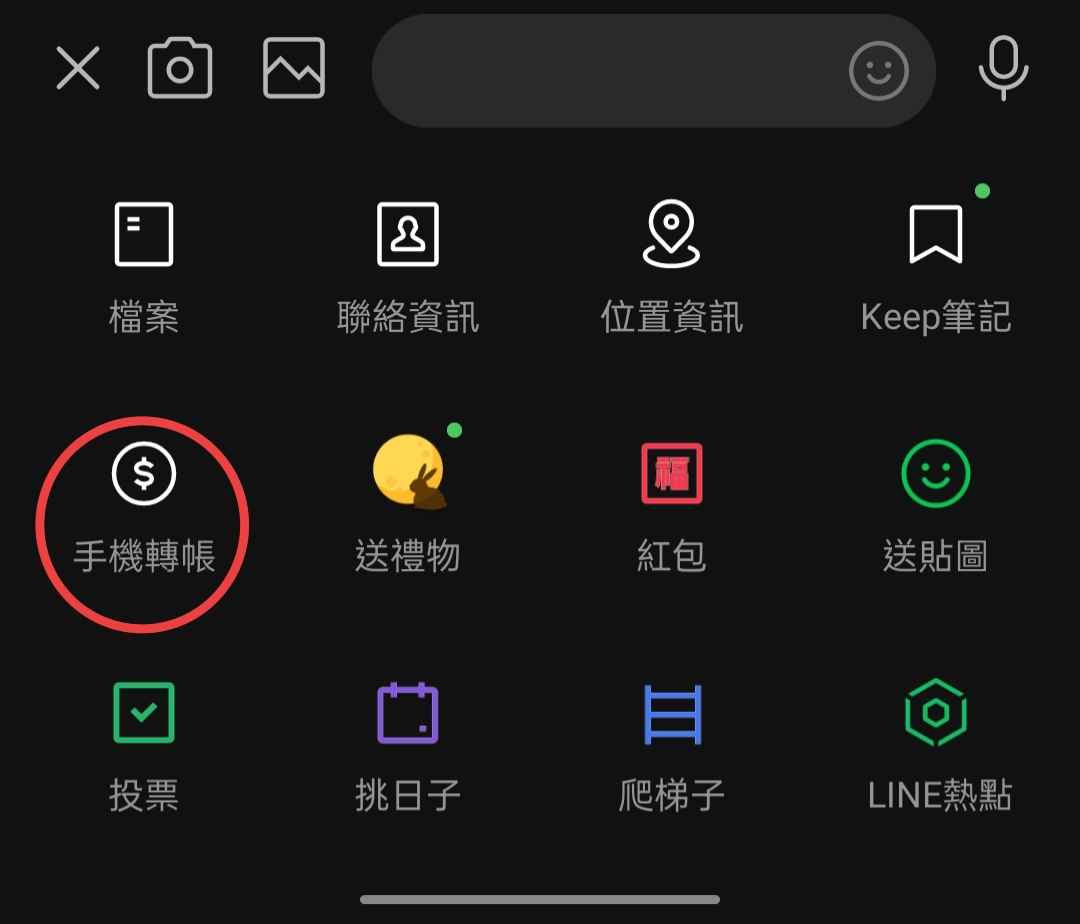 檔案
聯絡資訊
位置資訊
Keep筆記
$
手機轉帳
送禮物
福
紅包
送貼圖
投票
挑日子
爬梯子
LINE熱點